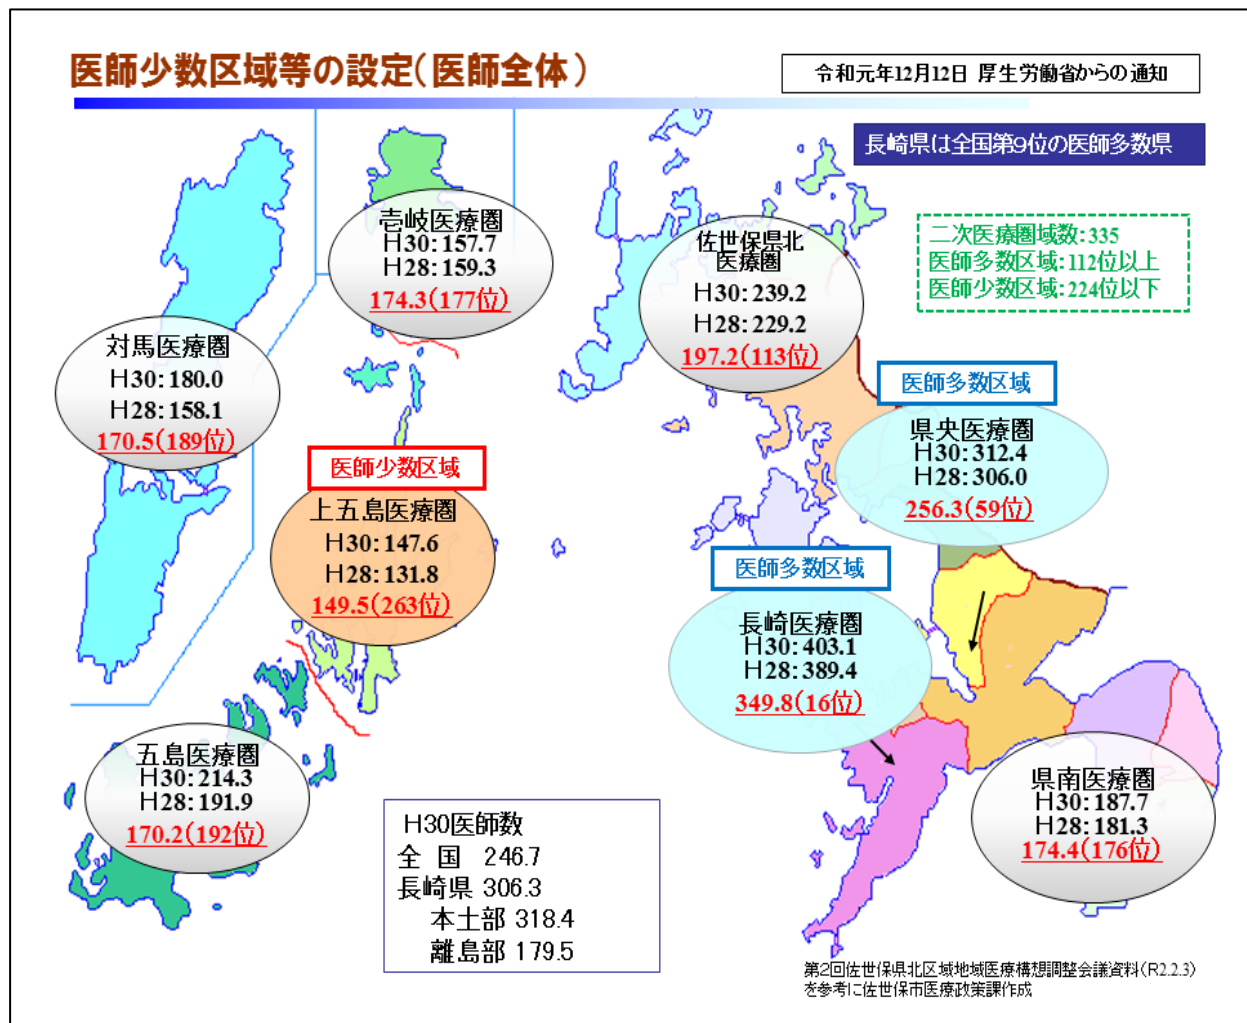 医師少数区域等の設定(医師全体)
令和元年12月12日 厚生労働省からの通知
長崎県は全国第9位の医師多数県
二次医療圏域数:335
医師多数区域:112位以上
医師少数区域:224位以下
壱岐医療圏
H30:157.7
H28:159.3
174.3(177位)
佐世保県北
医療圏
H30:239.2
H28:229.2
197.2(113位)
対馬医療圏
H30:180.0
H28:158.1
170.5(189位)
医師多数区域
県央医療圏
H30:312.4
H28:306.0
256.3(59位)
医師少数区域
上五島医療圏
H30:147.6
H28:131.8
149.5(263位)
医師多数区域
長崎医療圏
H30:403.1
H28:389.4
349.8(16位)
五島医療圏
H30:214.3
H28:191.9
170.2(192位)
県南医療圏
H30:187.7
H28:181.3
174.4(176位)
H30医師数
全 国 246.7
長崎県 306.3
本土部 318.4
離島部 179.5
第2回佐世保県北区域地域医療構想調整会議資料(R2.2.3)
を参考に佐世保市医療政策課作成